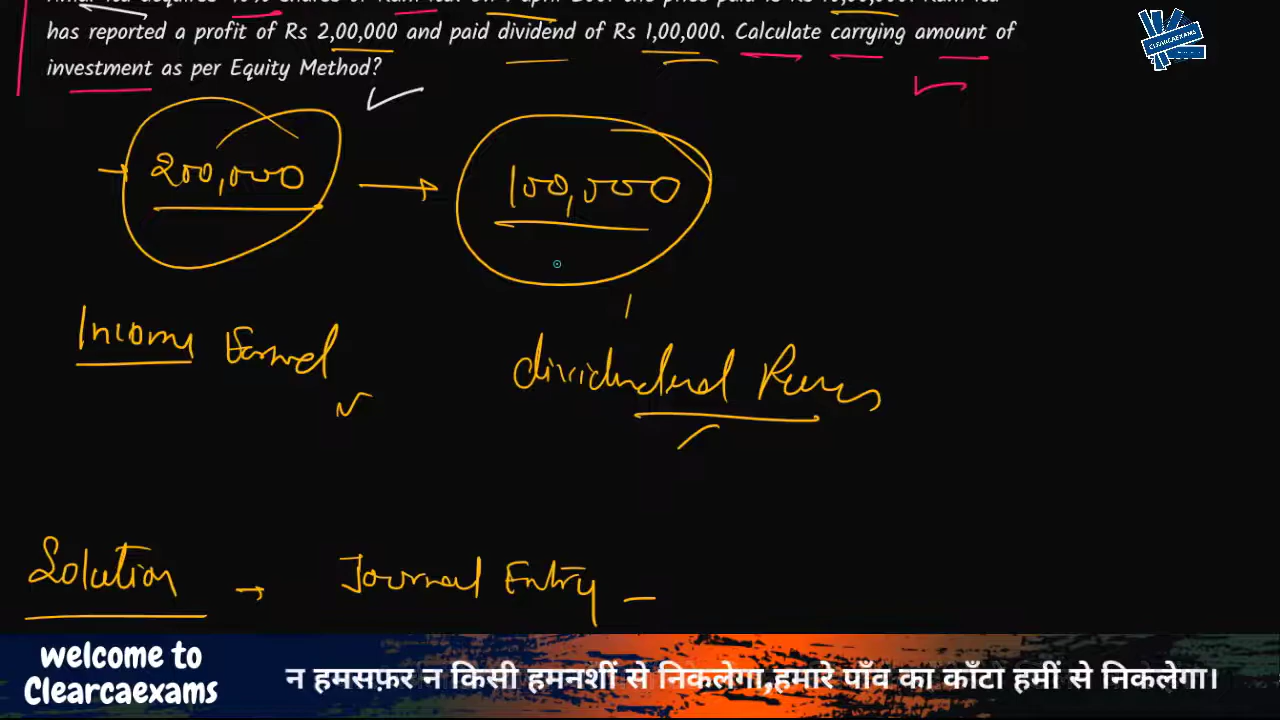 has reported a profit of Rs 2,00,000 and paid dividend of Rs 1,00,000. Calculate carrying amount of
investment as per Equity Method?
CLEARCAEXAMS
200,000 → 100,000
Income Earned
Solution → Journal Entry –
welcome to
Clearcaexams
न हमसफ़र न किसी हमनशीं से निकलेगा,हमारे पाँव का काँटा हमीं से निकलेगा।